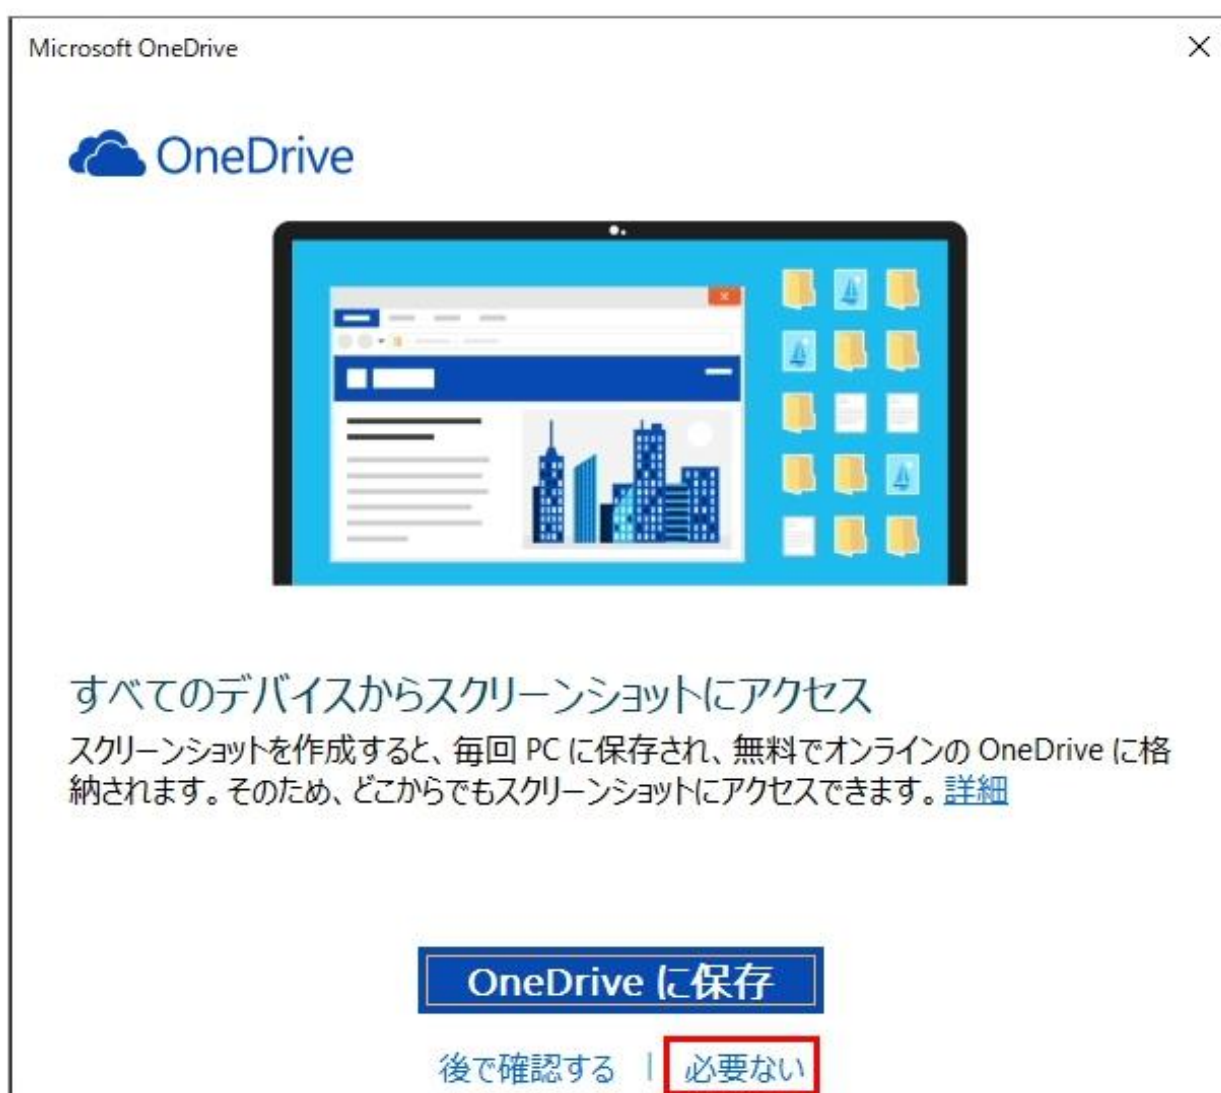 Microsoft OneDrive
OneDrive
すべてのデバイスからスクリーンショットにアクセス
スクリーンショットを作成すると、毎回 PC に保存され、無料でオンラインの OneDrive に格
納されます。そのため、どこからでもスクリーンショットにアクセスできます。詳細
OneDrive に保存
後で確認する | 必要ない